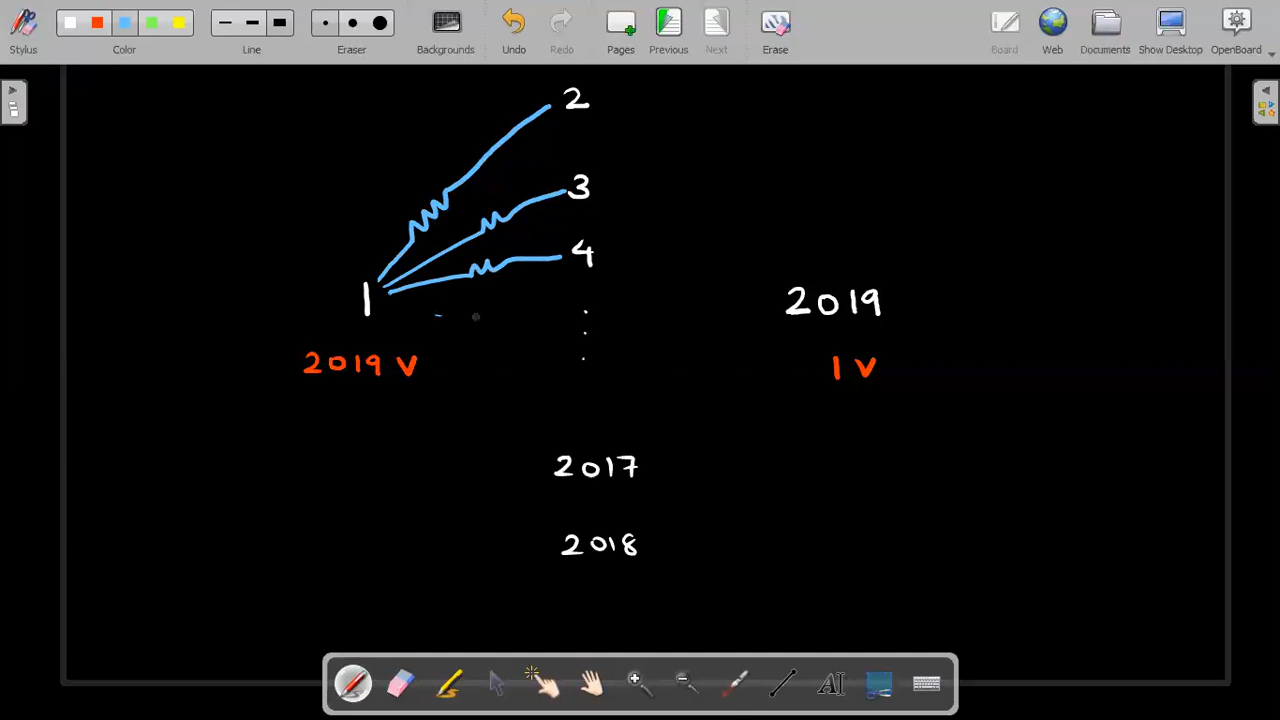 Stylus
Color
Line
Eraser
Backgrounds
Undo
Redo
Pages
Previous
Next
Erase
Board
Web
Documents
Show Desktop
OpenBoard
2
3
4
1
2019
2019 V
1 V
2017
2018